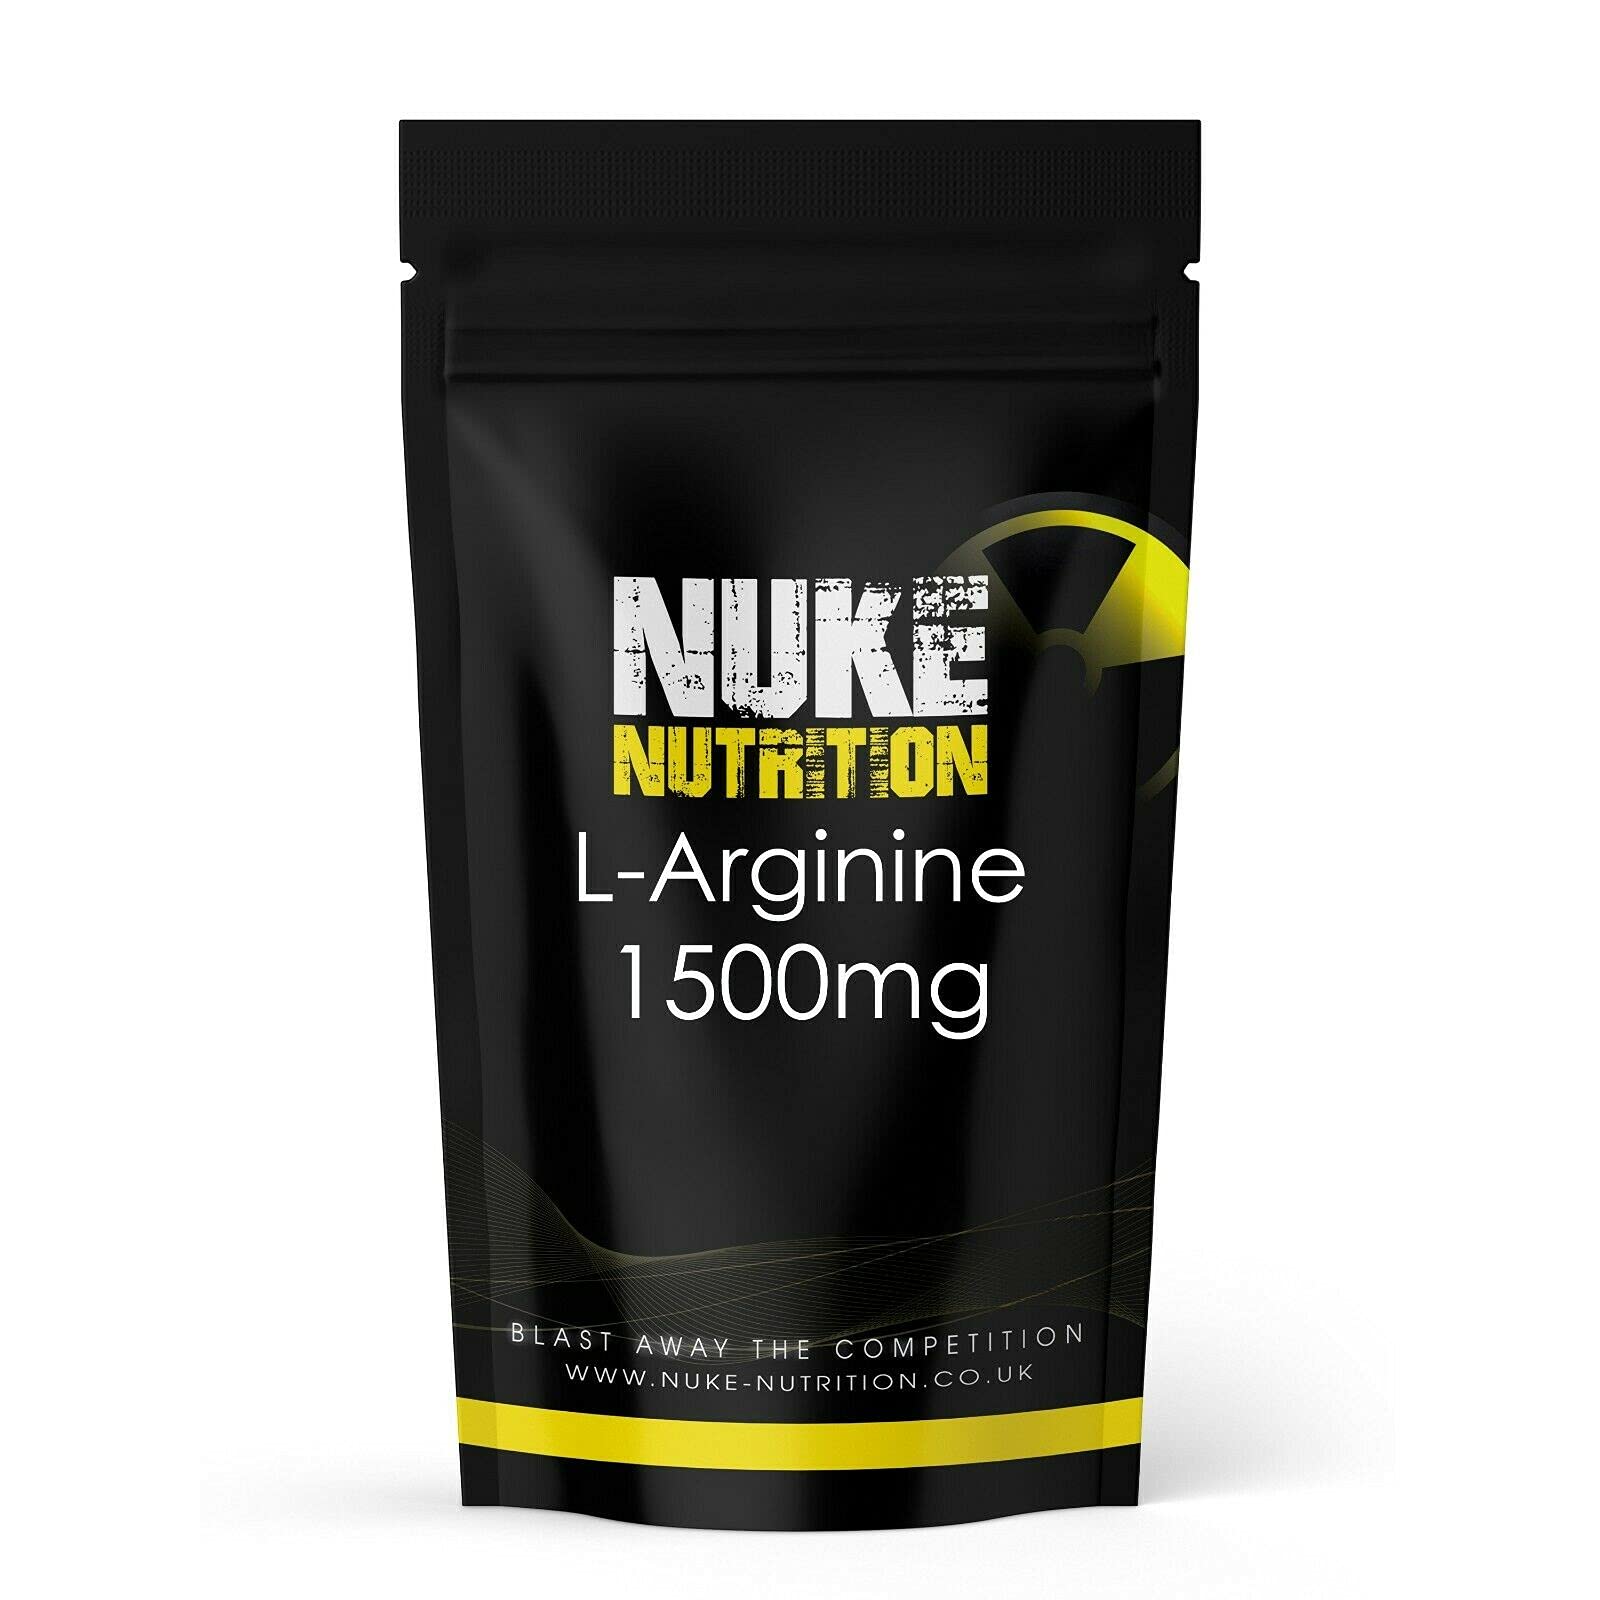 NUKE
NUTRITION
L-Arginine
1500mg
BLAST AWAY THE COMPETITION
WWW.NUKE-NUTRITION.CO.UK